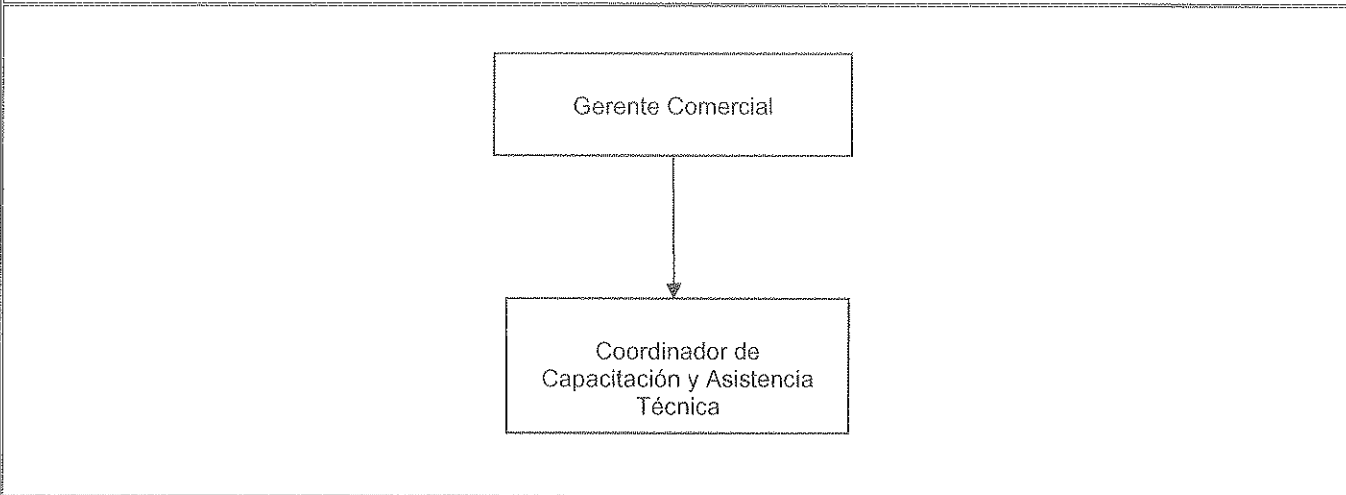 Gerente Comercial
Coordinador de
Capacitación y Asistencia
Técnica